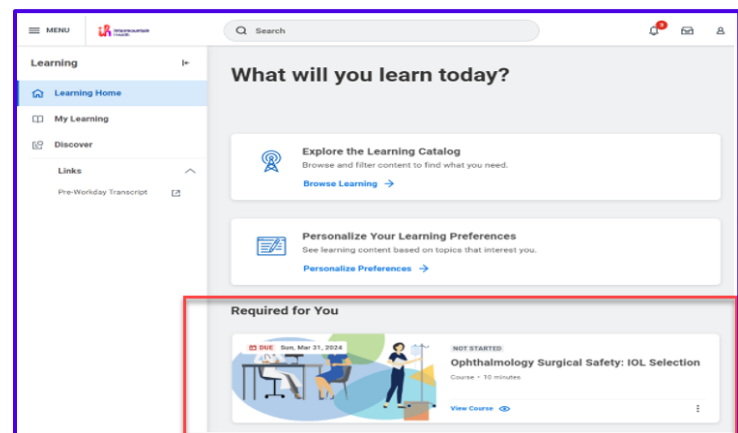 MENU
Intermountain
Health
Search
Learning
Learning Home
My Learning
Discover
Links
Pre-Workday Transcript
What will you learn today?
Explore the Learning Catalog
Browse and filter content to find what you need.
Browse Learning
Personalize Your Learning Preferences
See learning content based on topics that interest you.
Personalize Preferences
Required for You
DUE Sun, Mar 31, 2024
NOT STARTED
Ophthalmology Surgical Safety: IOL Selection
Course • 10 minutes
View Course